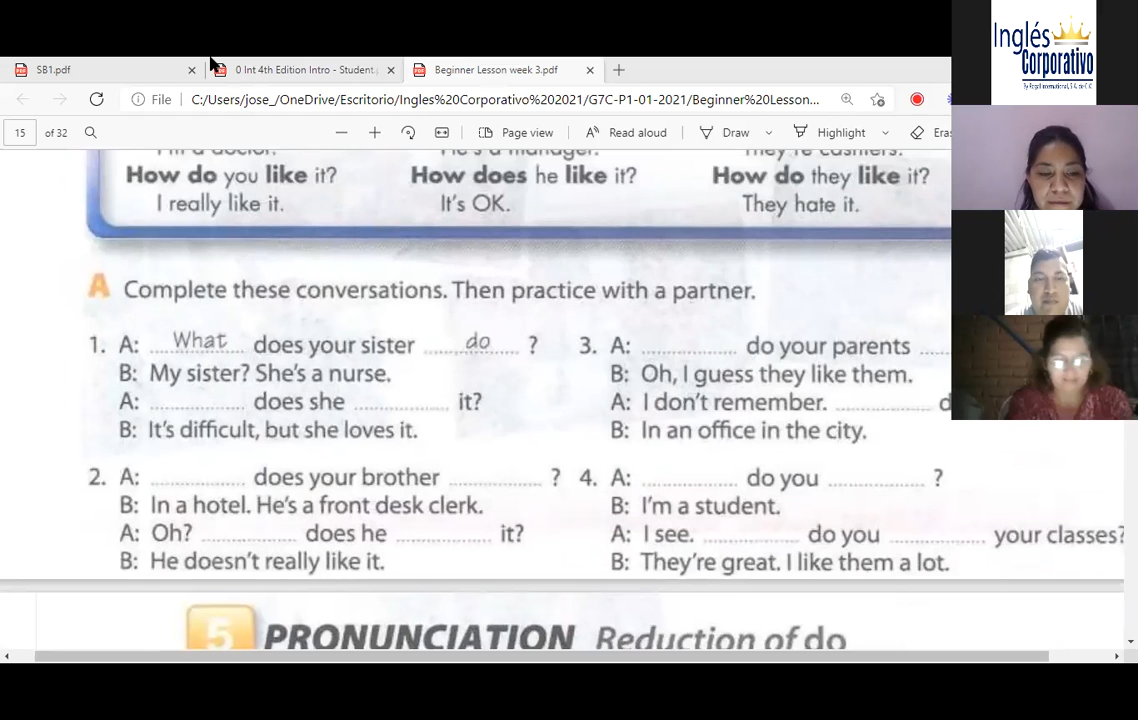 SB1.pdf
0 Int 4th Edition Intro - Student
Beginner Lesson week 3.pdf
File
C:/Users/jose_/OneDrive/Escritorio/Ingles%20Corporativo%202021/G7C-P1-01-2021/Beginner%20Lesson...
15 of 32
Page view
Read aloud
Draw
Highlight
Eras
Inglés
Corporativo
I'm a doctor. He's a manager. They're cashiers.
How do you like it? How does he like it? How do they like it?
I really like it. It's OK. They hate it.
A Complete these conversations. Then practice with a partner.
1. A: What does your sister do ?
B: My sister? She's a nurse.
A: ............ does she ............ it?
B: It's difficult, but she loves it.
2. A: ............ does your brother ............ ?
B: In a hotel. He's a front desk clerk.
A: Oh? ............ does he ............ it?
B: He doesn't really like it.
3. A: ............ do your parents ....
B: Oh, I guess they like them.
A: I don't remember. ............ d
B: In an office in the city.
4. A: ............ do you ............ ?
B: I'm a student.
A: I see. ............ do you ............ your classes?
B: They're great. I like them a lot.
5 PRONUNCIATION Reduction of do